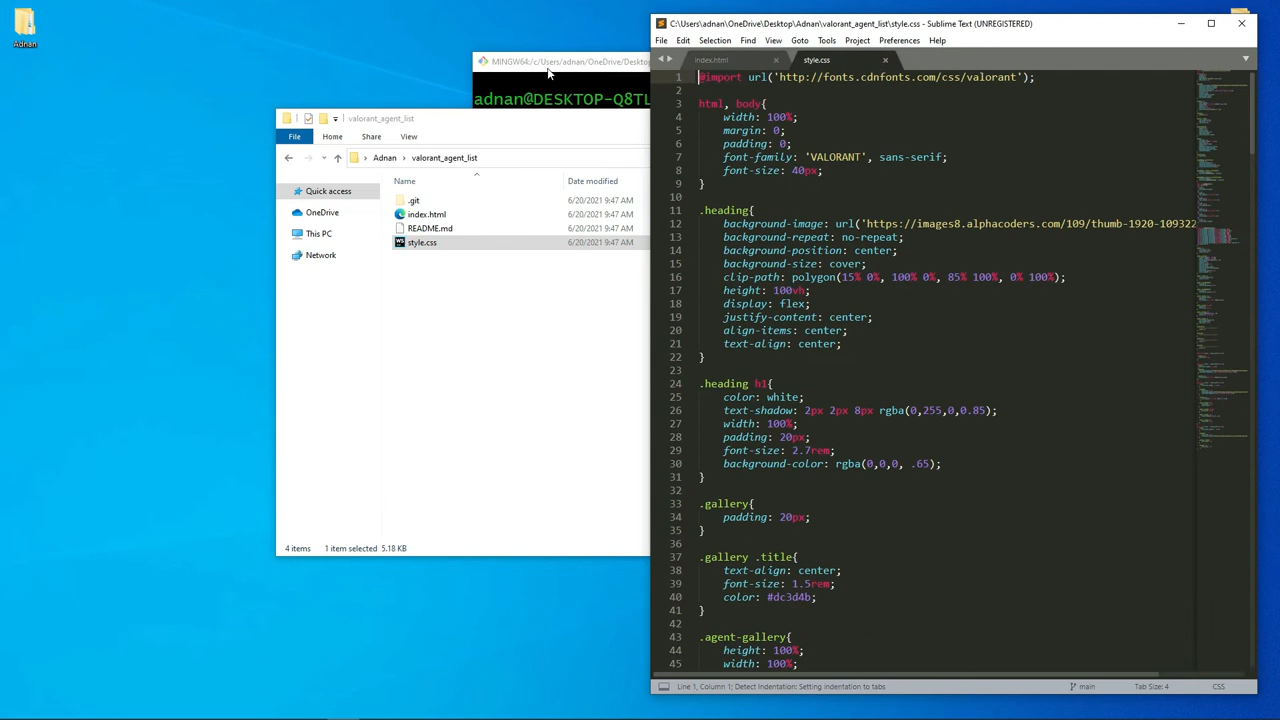 Adnan
MINGW64:/c/Users/adnan/OneDrive/Desktop
adnan@DESKTOP-Q8TL
valorant_agent_list
File Home Share View
Adnan > valorant_agent_list
Name Date modified
Quick access
OneDrive
This PC
Network
.git 6/20/2021 9:47 AM
index.html 6/20/2021 9:47 AM
README.md 6/20/2021 9:47 AM
style.css 6/20/2021 9:47 AM
4 items 1 item selected 5.18 KB
C:\Users\adnan\OneDrive\Desktop\Adnan\valorant_agent_list\style.css - Sublime Text (UNREGISTERED)
File Edit Selection Find View Goto Tools Project Preferences Help
index.html style.css
1 @import url('http://fonts.cdnfonts.com/css/valorant');
2
3 html, body{
4 width: 100%;
5 margin: 0;
6 padding: 0;
7 font-family: 'VALORANT', sans-serif;
8 font-size: 40px;
9 }
10
11 .heading{
12 background-image: url('https://images8.alphacoders.com/109/thumb-1920-109322
13 background-repeat: no-repeat;
14 background-position: center;
15 background-size: cover;
16 clip-path: polygon(15% 0%, 100% 0%, 85% 100%, 0% 100%);
17 height: 100vh;
18 display: flex;
19 justify-content: center;
20 align-items: center;
21 text-align: center;
22 }
23
24 .heading h1{
25 color: white;
26 text-shadow: 2px 2px 8px rgba(0,255,0,0.85);
27 width: 100%;
28 padding: 20px;
29 font-size: 2.7rem;
30 background-color: rgba(0,0,0, .65);
31 }
32
33 .gallery{
34 padding: 20px;
35 }
36
37 .gallery .title{
38 text-align: center;
39 font-size: 1.5rem;
40 color: #dc3d4b;
41 }
42
43 .agent-gallery{
44 height: 100%;
45 width: 100%;
Line 1, Column 1; Detect Indentation: Setting indentation to tabs main Tab Size: 4 CSS